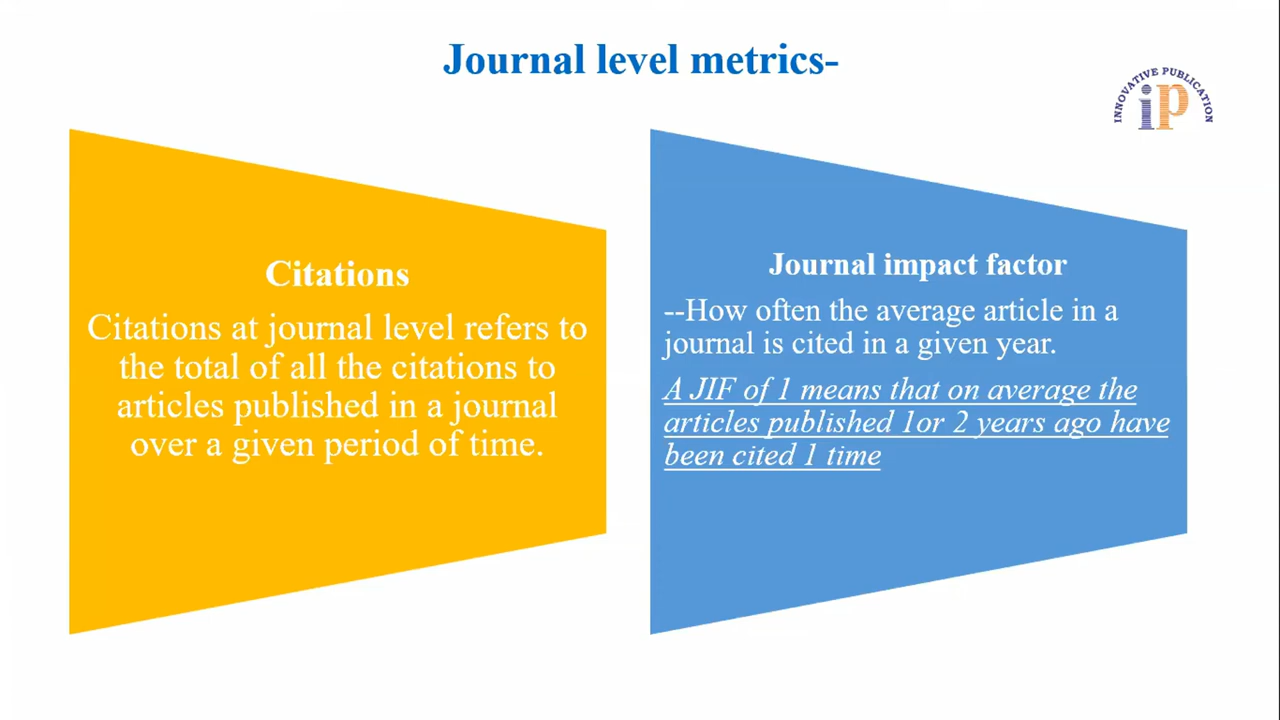 Journal level metrics-
INNOVATIVE PUBLICATION
ip
Citations
Citations at journal level refers to
the total of all the citations to
articles published in a journal
over a given period of time.
Journal impact factor
--How often the average article in a
journal is cited in a given year.
A JIF of 1 means that on average the
articles published 1or 2 years ago have
been cited 1 time